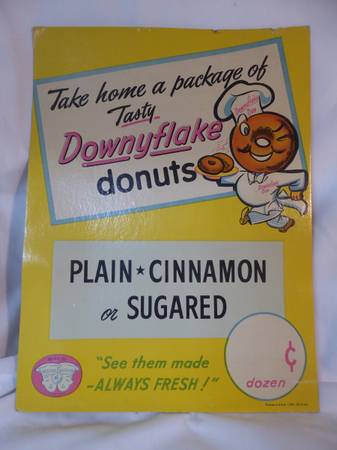 Take home a package of
Tasty
Downyflake
donuts
PLAIN ★ CINNAMON
or SUGARED
"See them made
-ALWAYS FRESH!"
¢
dozen